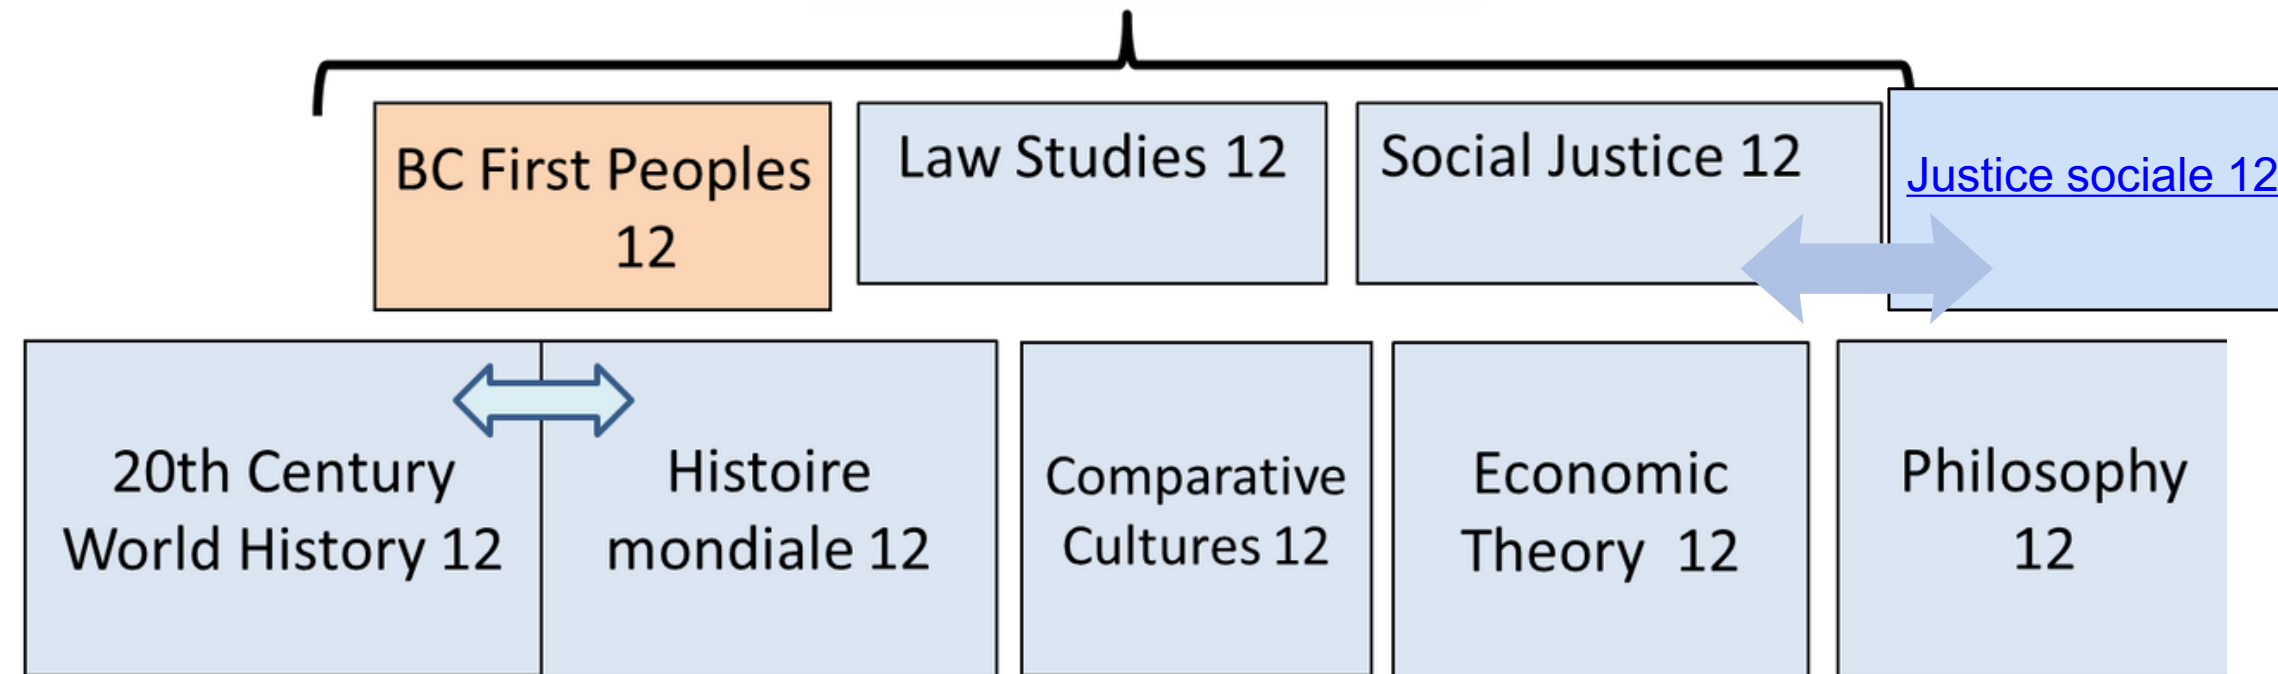 BC First Peoples
12
Law Studies 12
Social Justice 12
Justice sociale 12
20th Century
World History 12
Histoire
mondiale 12
Comparative
Cultures 12
Economic
Theory 12
Philosophy
12